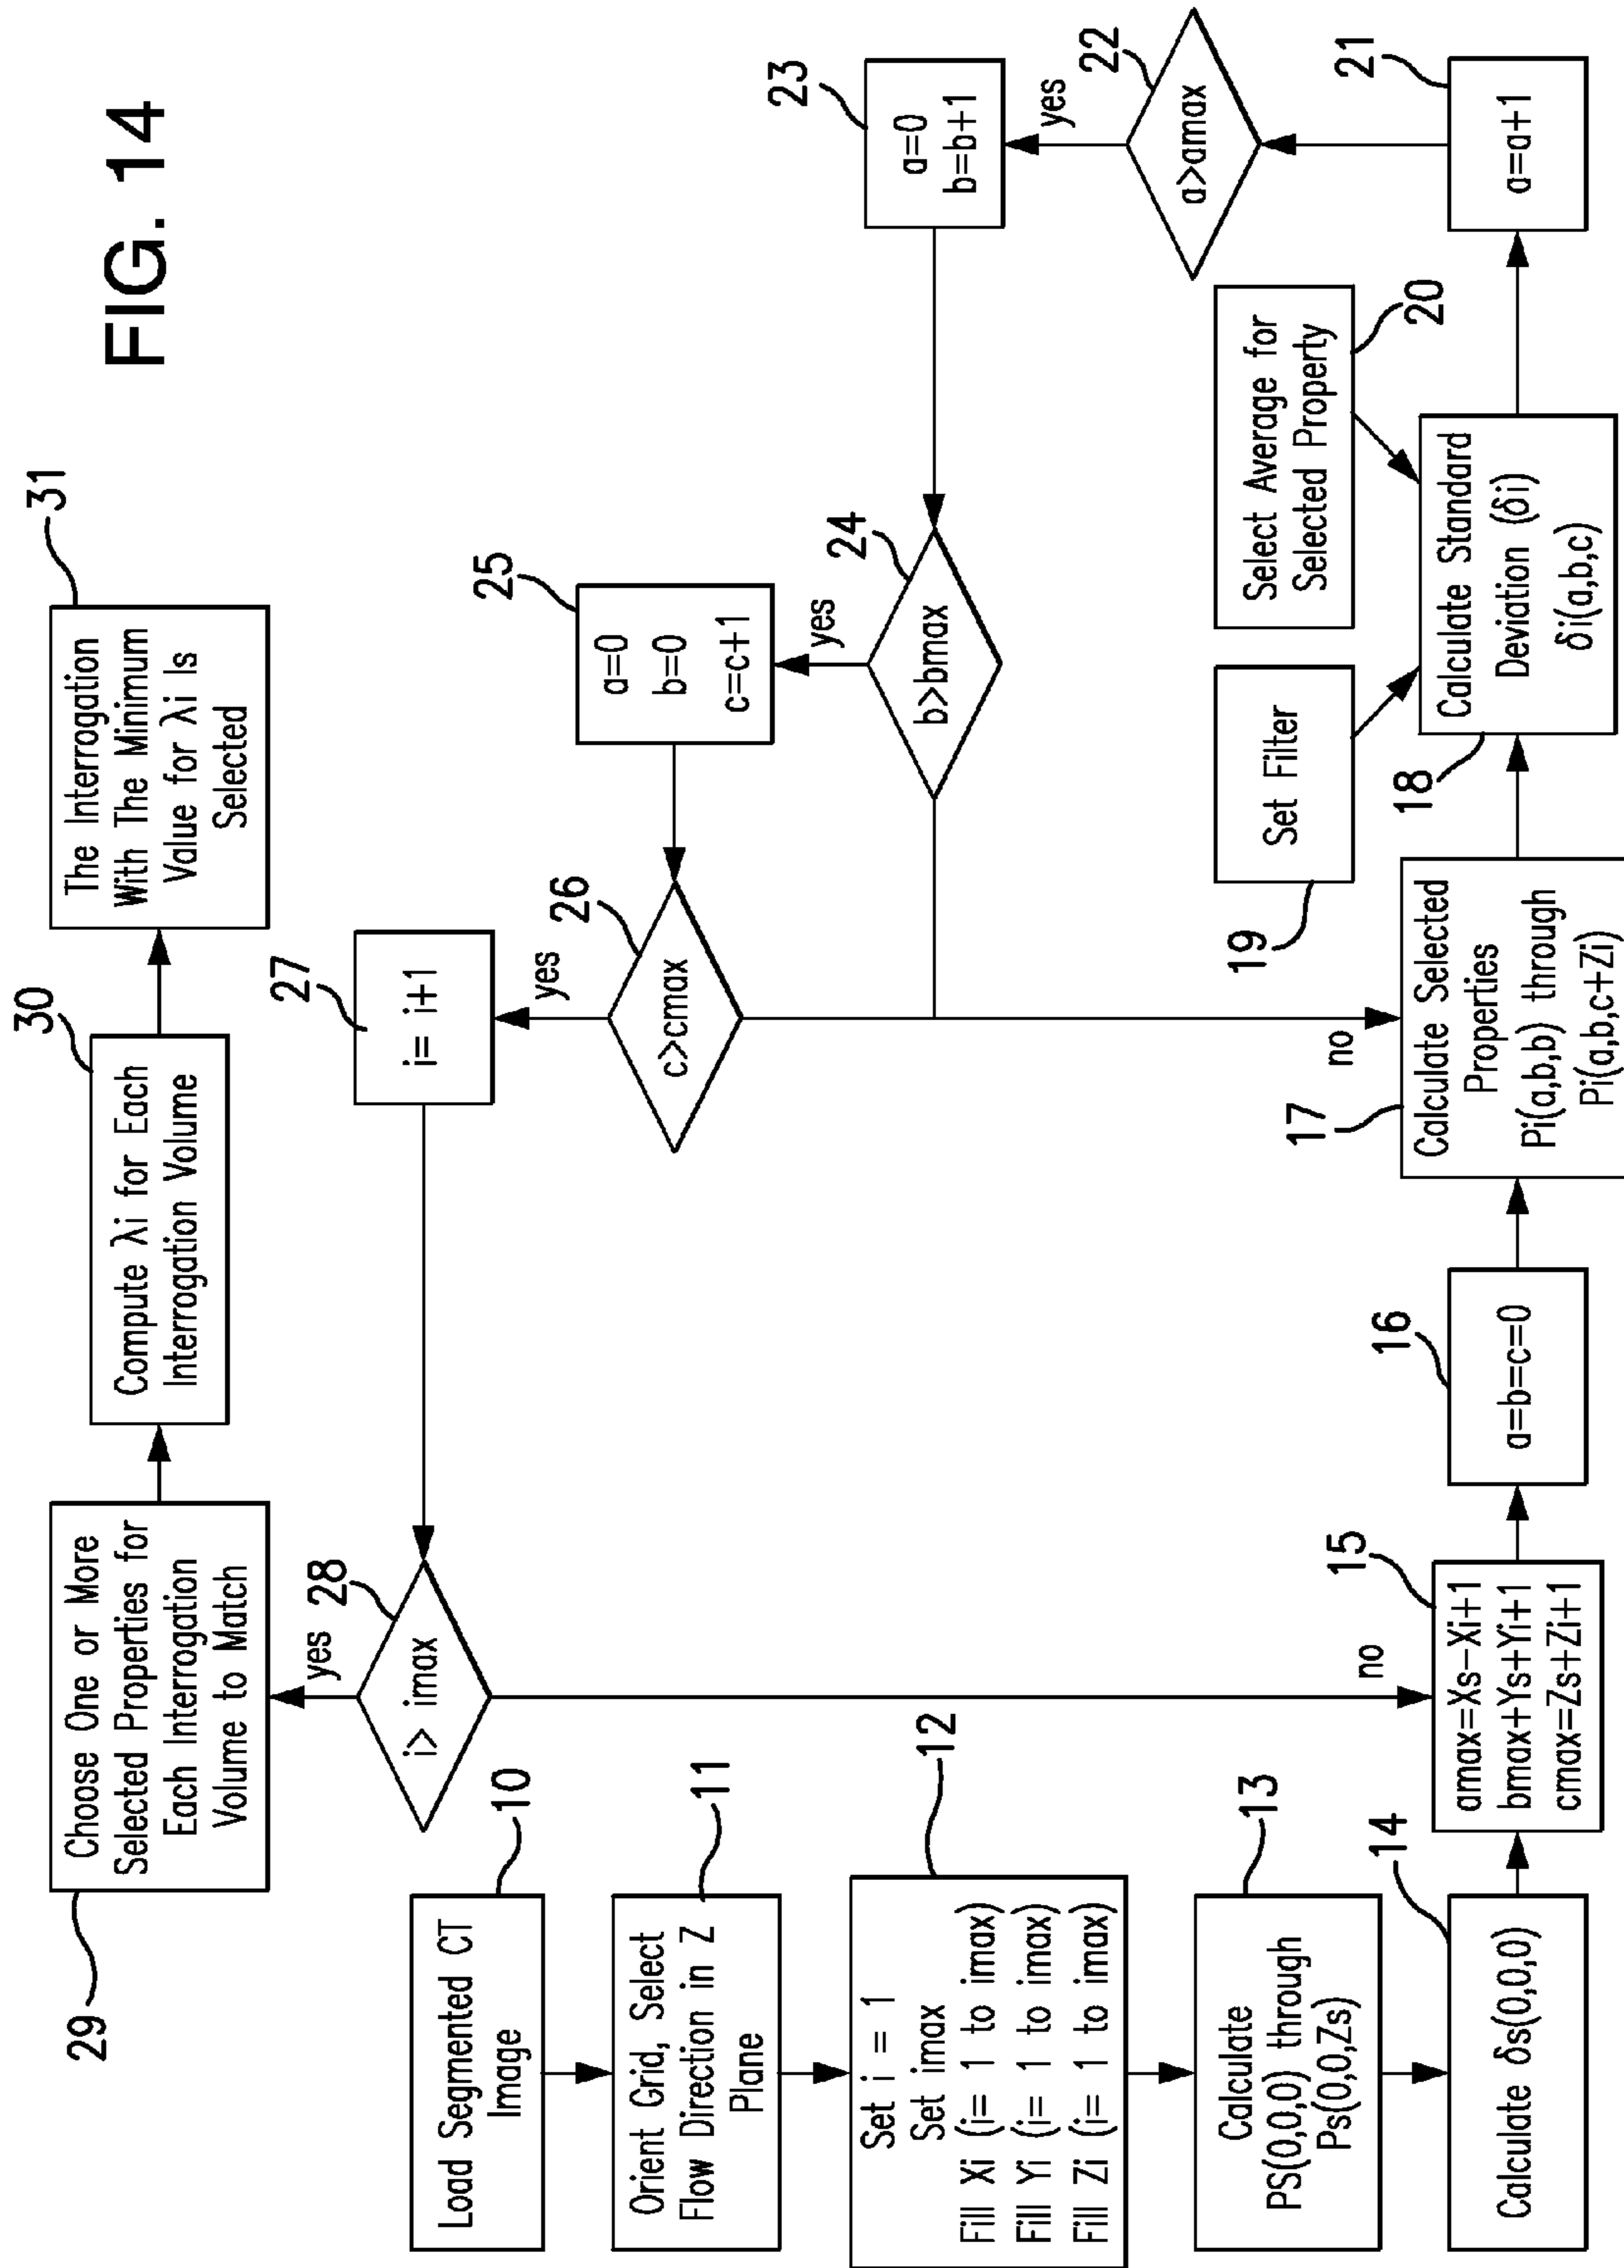 FIG. 14
10
Load Segmented CT
Image
11
Orient Grid, Select
Flow Direction in Z
Plane
12
Set i = 1
Set imax
Fill Xi (i= 1 to imax)
Fill Yi (i= 1 to imax)
Fill Zi (i= 1 to imax)
13
Calculate
PS(0,0,0) through
Ps(0,0,Zs)
14
Calculate δs(0,0,0)
15
amax=Xs-Xi+1
bmax+Ys+Yi+1
cmax=Zs+Zi+1
16
a=b=c=0
17
Calculate Selected
Properties
Pi(a,b,b) through
Pi(a,b,c+Zi)
18
Calculate Standard
Deviation (δi)
δi(a,b,c)
19
Set Filter
20
Select Average for
Selected Property
21
a=a+1
22
a>amax
yes
23
a=0
b=b+1
24
b>bmax
yes
25
a=0
b=0
c=c+1
26
c>cmax
yes
no
27
i= i+1
28
i> imax
yes
no
29
Choose One or More
Selected Properties for
Each Interrogation
Volume to Match
30
Compute λi for Each
Interrogation Volume
31
The Interrogation
With The Minimum
Value for λi Is
Selected